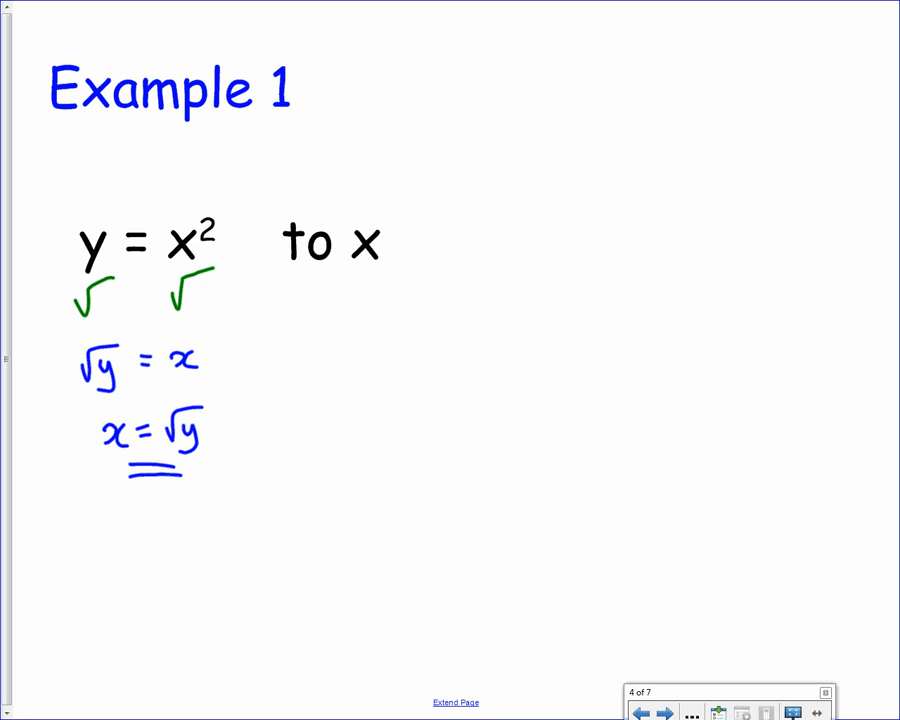 Example 1
y = x² to x
√ √
√y = x
x = √y
Extend Page
4 of 7
...